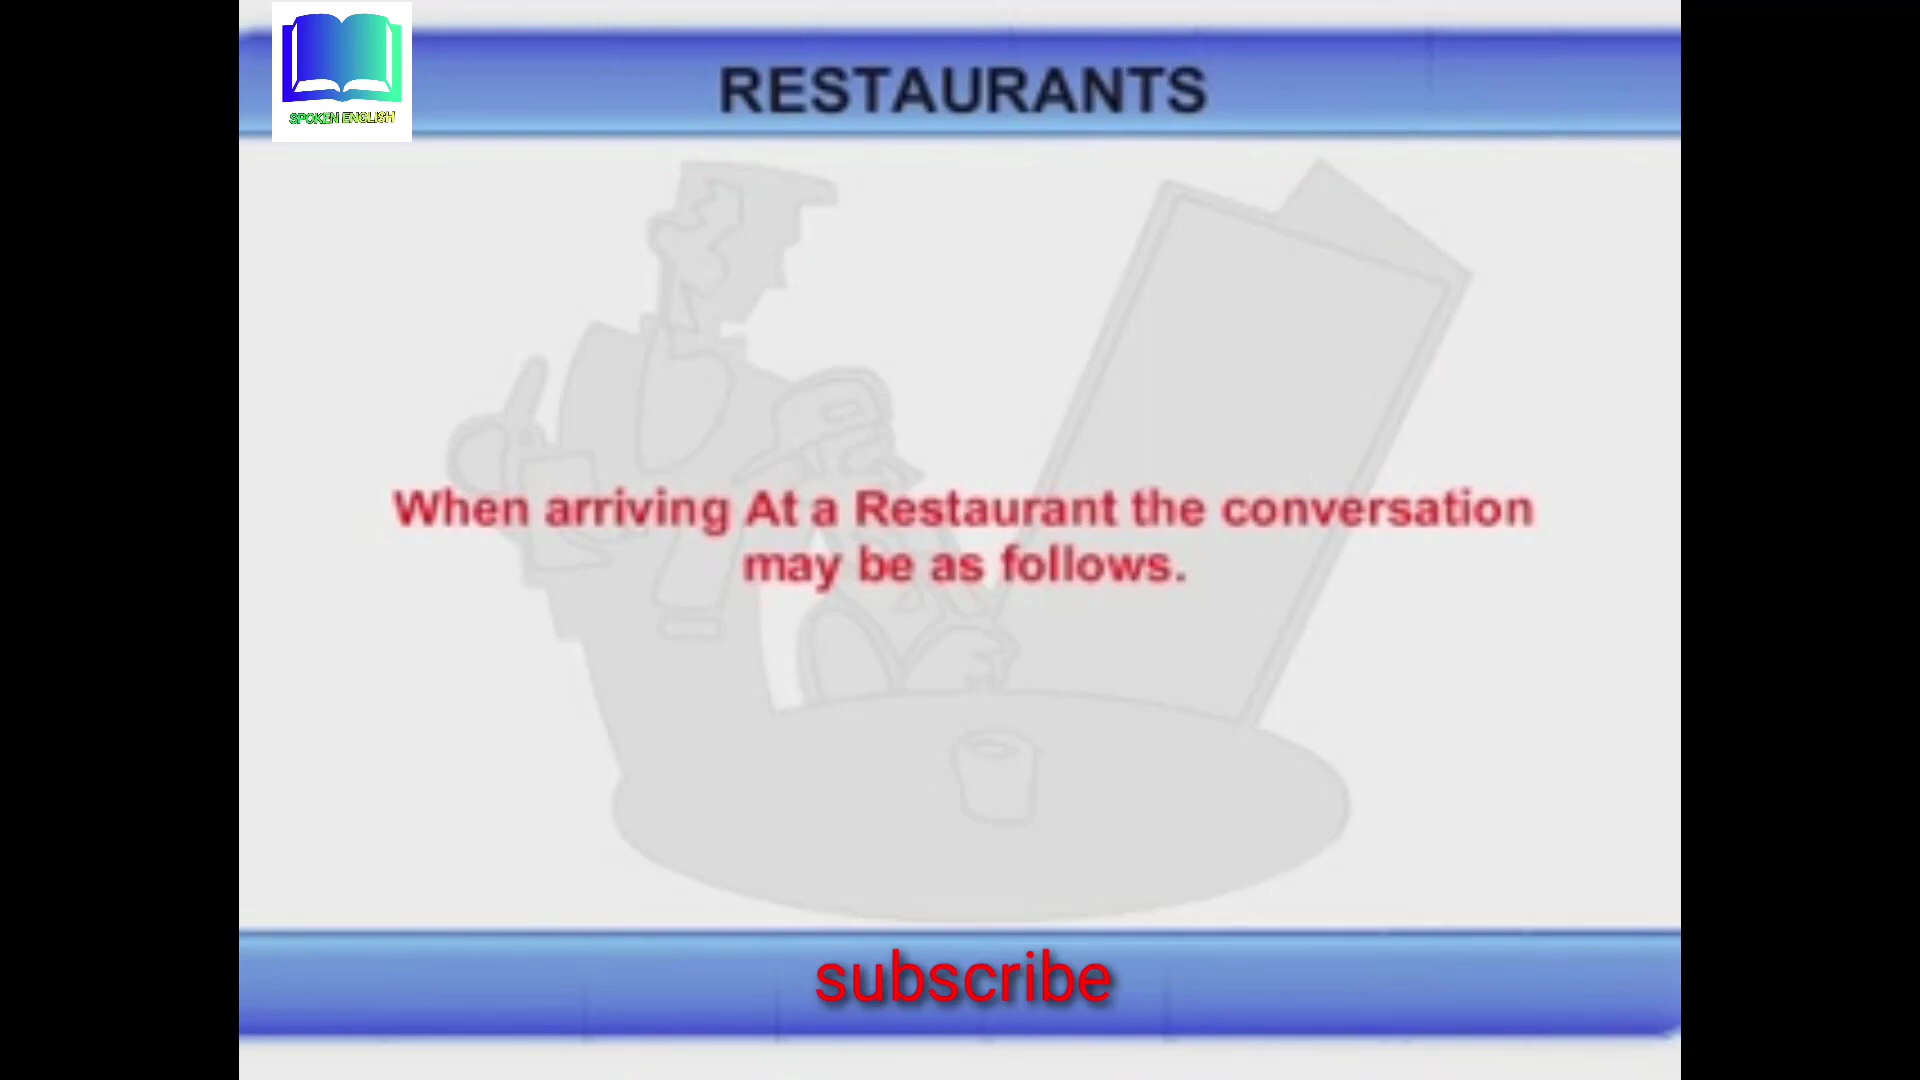 SPOKEN ENGLISH
RESTAURANTS
When arriving At a Restaurant the conversation
may be as follows.
subscribe